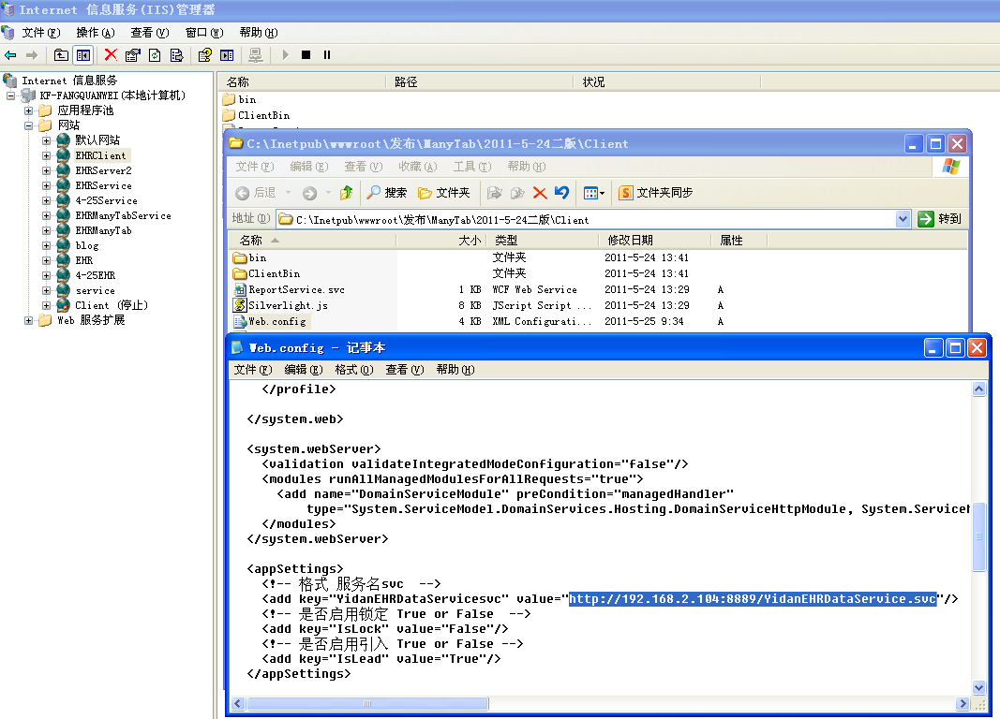 Internet 信息服务(IIS)管理器
文件(F) 操作(A) 查看(V) 窗口(W) 帮助(H)
Internet 信息服务
KF-FANGQUANWEI(本地计算机)
应用程序池
网站
默认网站
EHRClient
EHRServer2
EHRService
4-25Service
EHRManyTabService
EHRManyTab
blog
EHR
4-25EHR
service
Client (停止)
Web 服务扩展
名称 路径 状况
bin
ClientBin
C:\Inetpub\wwwroot\发布\ManyTab\2011-5-24二版\Client
文件(F) 编辑(E) 查看(V) 收藏(A) 工具(T) 帮助(H)
后退 搜索 文件夹 文件夹同步
地址(D) C:\Inetpub\wwwroot\发布\ManyTab\2011-5-24二版\Client 转到
名称 大小 类型 修改日期 属性
bin 文件夹 2011-5-24 13:41
ClientBin 文件夹 2011-5-24 13:41
ReportService.svc 1 KB WCF Web Service 2011-5-24 13:29 A
Silverlight.js 8 KB JScript Script ... 2011-5-24 13:29 A
Web.config 4 KB XML Configurati... 2011-5-25 9:34 A
Web.config - 记事本
文件(F) 编辑(E) 格式(O) 查看(V) 帮助(H)
</profile>
</system.web>
<system.webServer>
<validation validateIntegratedModeConfiguration="false"/>
<modules runAllManagedModulesForAllRequests="true">
<add name="DomainServiceModule" preCondition="managedHandler"
type="System.ServiceModel.DomainServices.Hosting.DomainServiceHttpModule, System.Service
</modules>
</system.webServer>
<appSettings>
<!-- 格式 服务名svc -->
<add key="YidanEHRDataServicesvc" value="http://192.168.2.104:8889/YidanEHRDataService.svc"/>
<!-- 是否启用锁定 True or False -->
<add key="IsLock" value="False"/>
<!-- 是否启用引入 True or False -->
<add key="IsLead" value="True"/>
</appSettings>